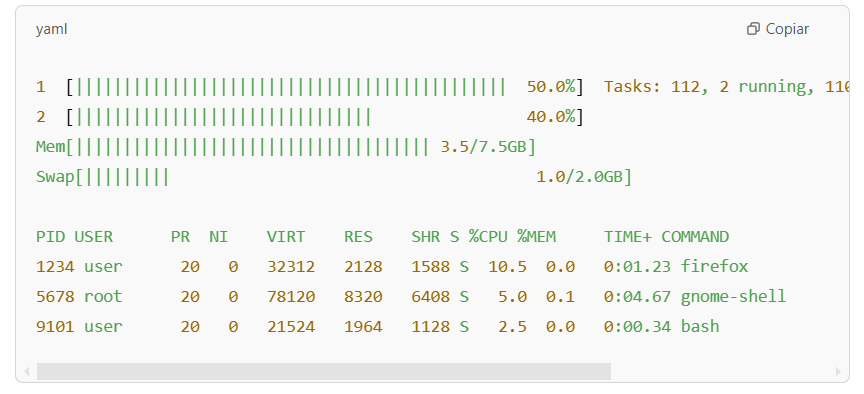 yaml
Copiar
1 [||||||||||||||||||||||||||||||||||||||||||||| 50.0%] Tasks: 112, 2 running, 110
2 [||||||||||||||||||||||||||||||| 40.0%]
Mem[||||||||||||||||||||||||||||||||||||| 3.5/7.5GB]
Swap[||||||||| 1.0/2.0GB]
PID USER PR NI VIRT RES SHR S %CPU %MEM TIME+ COMMAND
1234 user 20 0 32312 2128 1588 S 10.5 0.0 0:01.23 firefox
5678 root 20 0 78120 8320 6408 S 5.0 0.1 0:04.67 gnome-shell
9101 user 20 0 21524 1964 1128 S 2.5 0.0 0:00.34 bash